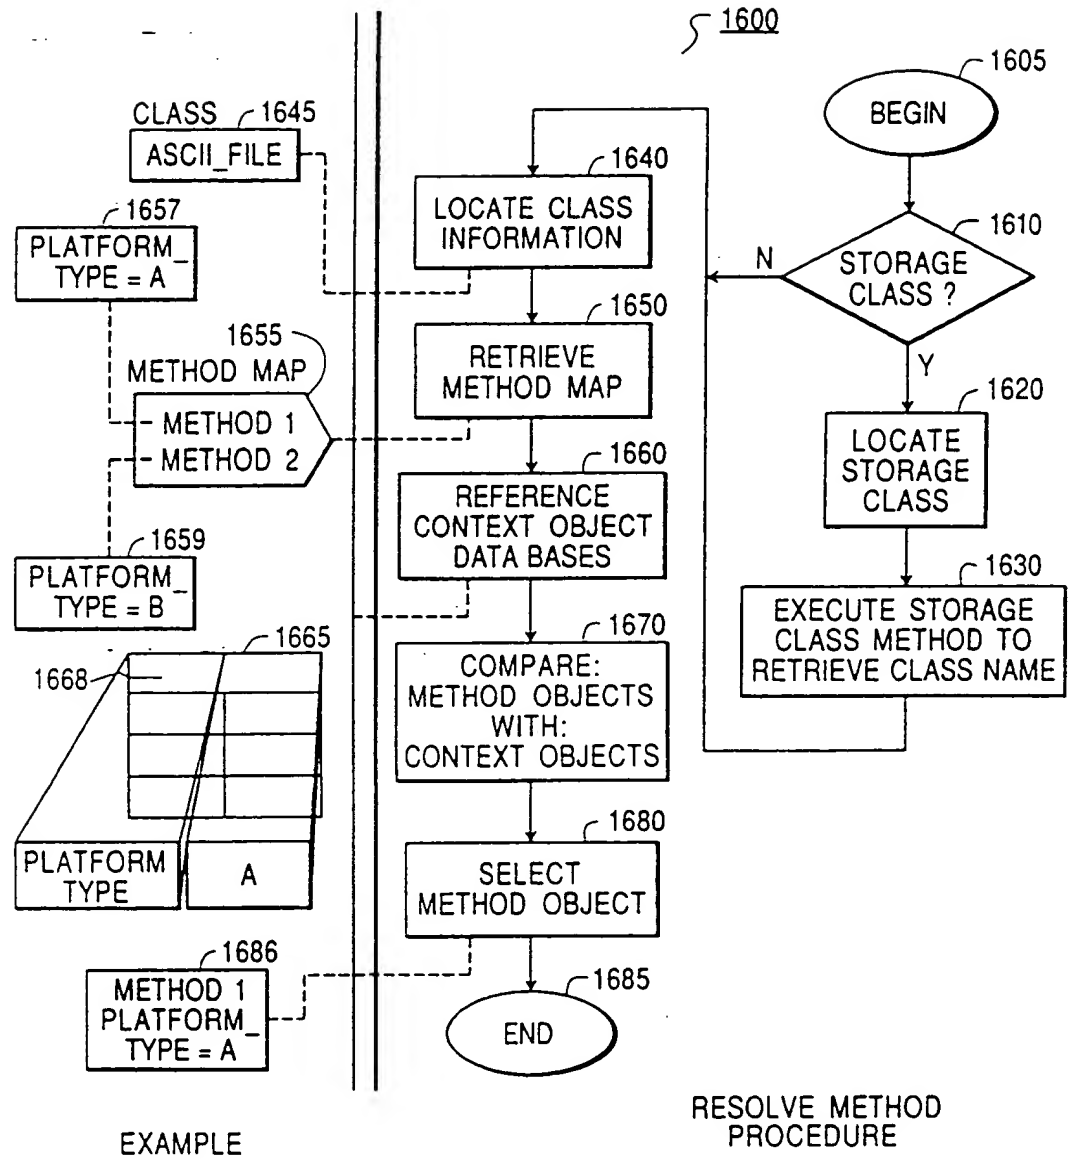 1600
1605
BEGIN
CLASS
1645
ASCII_FILE
1640
LOCATE CLASS
INFORMATION
1610
STORAGE
CLASS ?
N
Y
1657
PLATFORM_
TYPE = A
1650
RETRIEVE
METHOD MAP
1655
METHOD MAP
METHOD 1
METHOD 2
1620
LOCATE
STORAGE
CLASS
1660
REFERENCE
CONTEXT OBJECT
DATA BASES
1659
PLATFORM_
TYPE = B
1630
EXECUTE STORAGE
CLASS METHOD TO
RETRIEVE CLASS NAME
1665
1668
1670
COMPARE:
METHOD OBJECTS
WITH:
CONTEXT OBJECTS
PLATFORM
TYPE
A
1680
SELECT
METHOD OBJECT
1686
METHOD 1
PLATFORM_
TYPE = A
1685
END
EXAMPLE
RESOLVE METHOD
PROCEDURE